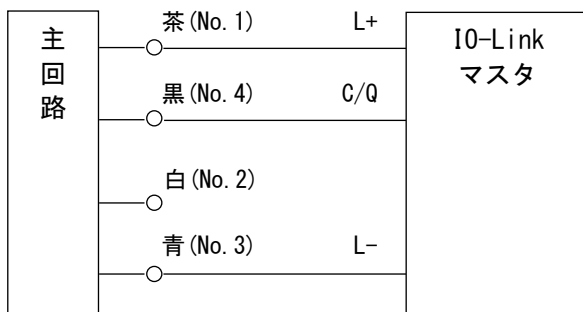 主回路
茶(No.1) L+
黒(No.4) C/Q
白(No.2)
青(No.3) L-
IO-Link
マスタ